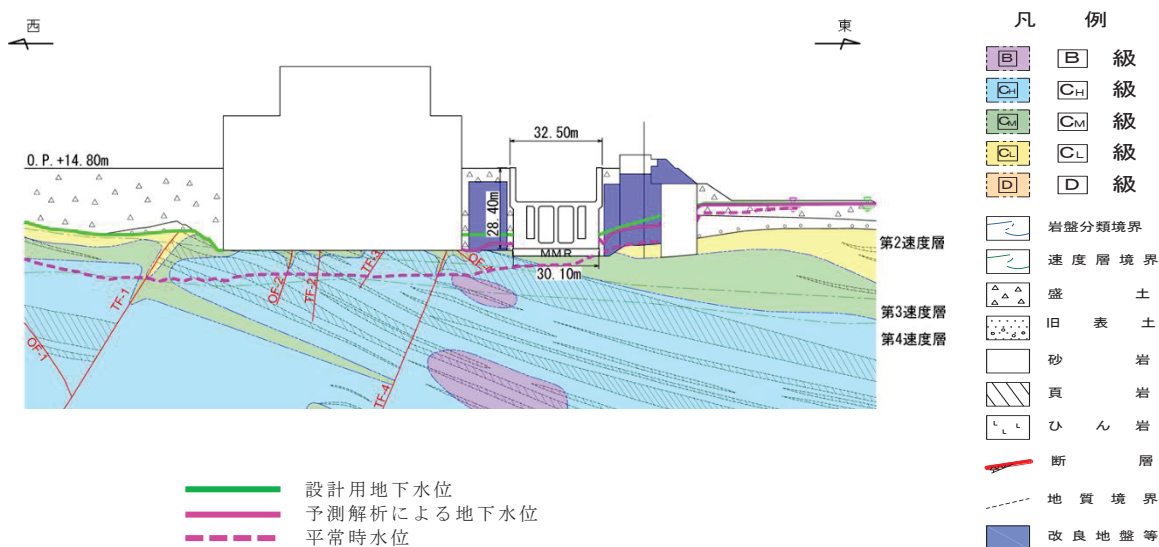 西
東
32.50m
O.P.+14.80m
28.40m
MMR
30.10m
第2速度層
第3速度層
第4速度層
TF-1
OF-1
OF-2
TF-2
TF-3
TF-4
凡 例
B B 級
CH CH 級
CM CM 級
CL CL 級
D D 級
岩盤分類境界
速度層境界
盛 土
旧 表 土
砂 岩
頁 岩
ひ ん 岩
断 層
地 質 境 界
改 良 地 盤 等
設計用地下水位
予測解析による地下水位
平常時水位